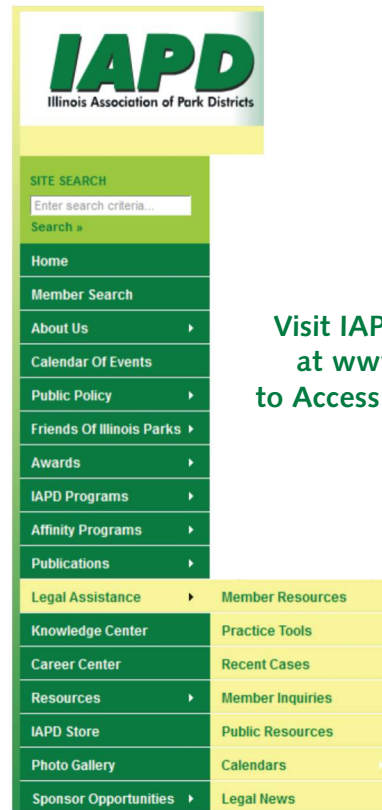 IAPD
Illinois Association of Park Districts
SITE SEARCH
Enter search criteria...
Search »
Home
Member Search
About Us
Calendar Of Events
Public Policy
Friends Of Illinois Parks
Awards
IAPD Programs
Affinity Programs
Publications
Legal Assistance
Knowledge Center
Career Center
Resources
IAPD Store
Photo Gallery
Sponsor Opportunities
Member Resources
Practice Tools
Recent Cases
Member Inquiries
Public Resources
Calendars
Legal News
Visit
at
to Access